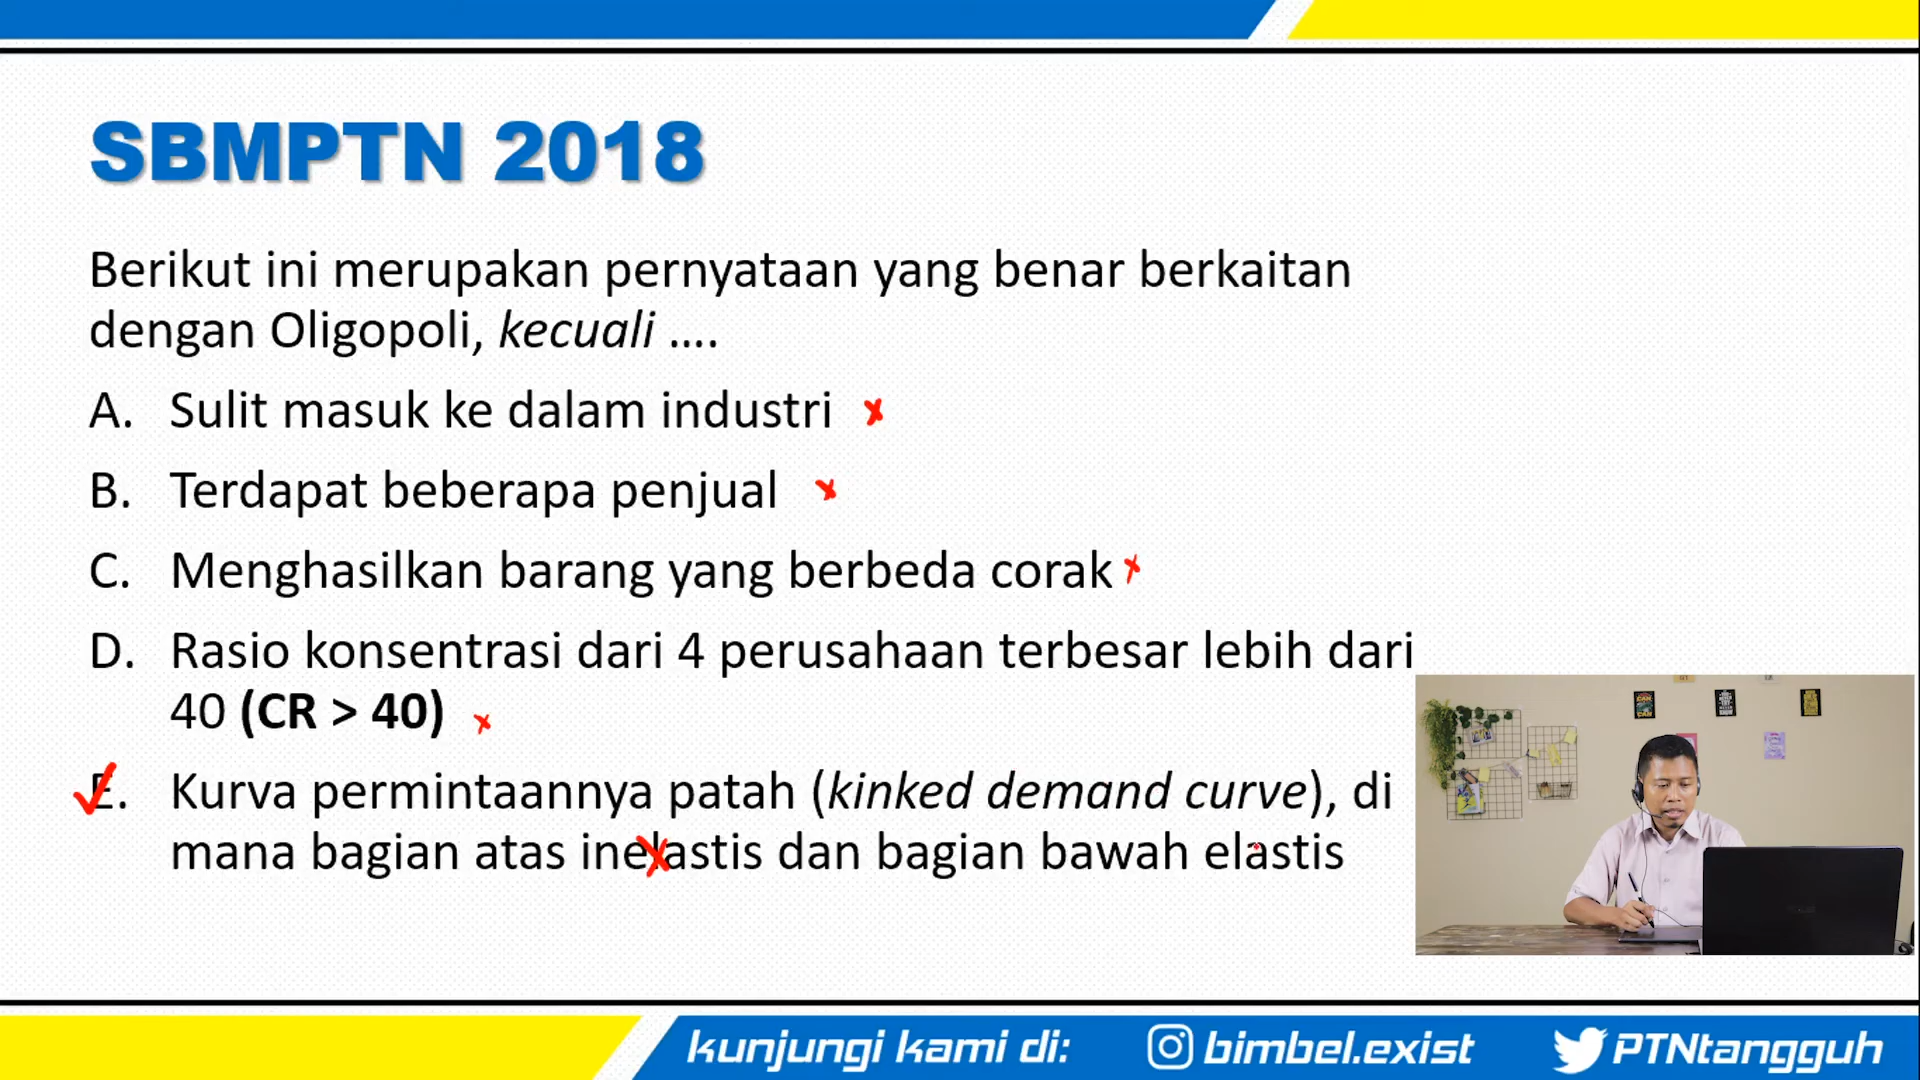 SBMPTN 2018
Berikut ini merupakan pernyataan yang benar berkaitan
dengan Oligopoli, kecuali ....
A. Sulit masuk ke dalam industri
B. Terdapat beberapa penjual
C. Menghasilkan barang yang berbeda corak
D. Rasio konsentrasi dari 4 perusahaan terbesar lebih dari
40 (CR > 40)
E. Kurva permintaannya patah (kinked demand curve), di
mana bagian atas inelastis dan bagian bawah elastis
kunjungi kami di: bimbel.exist PTNtangguh